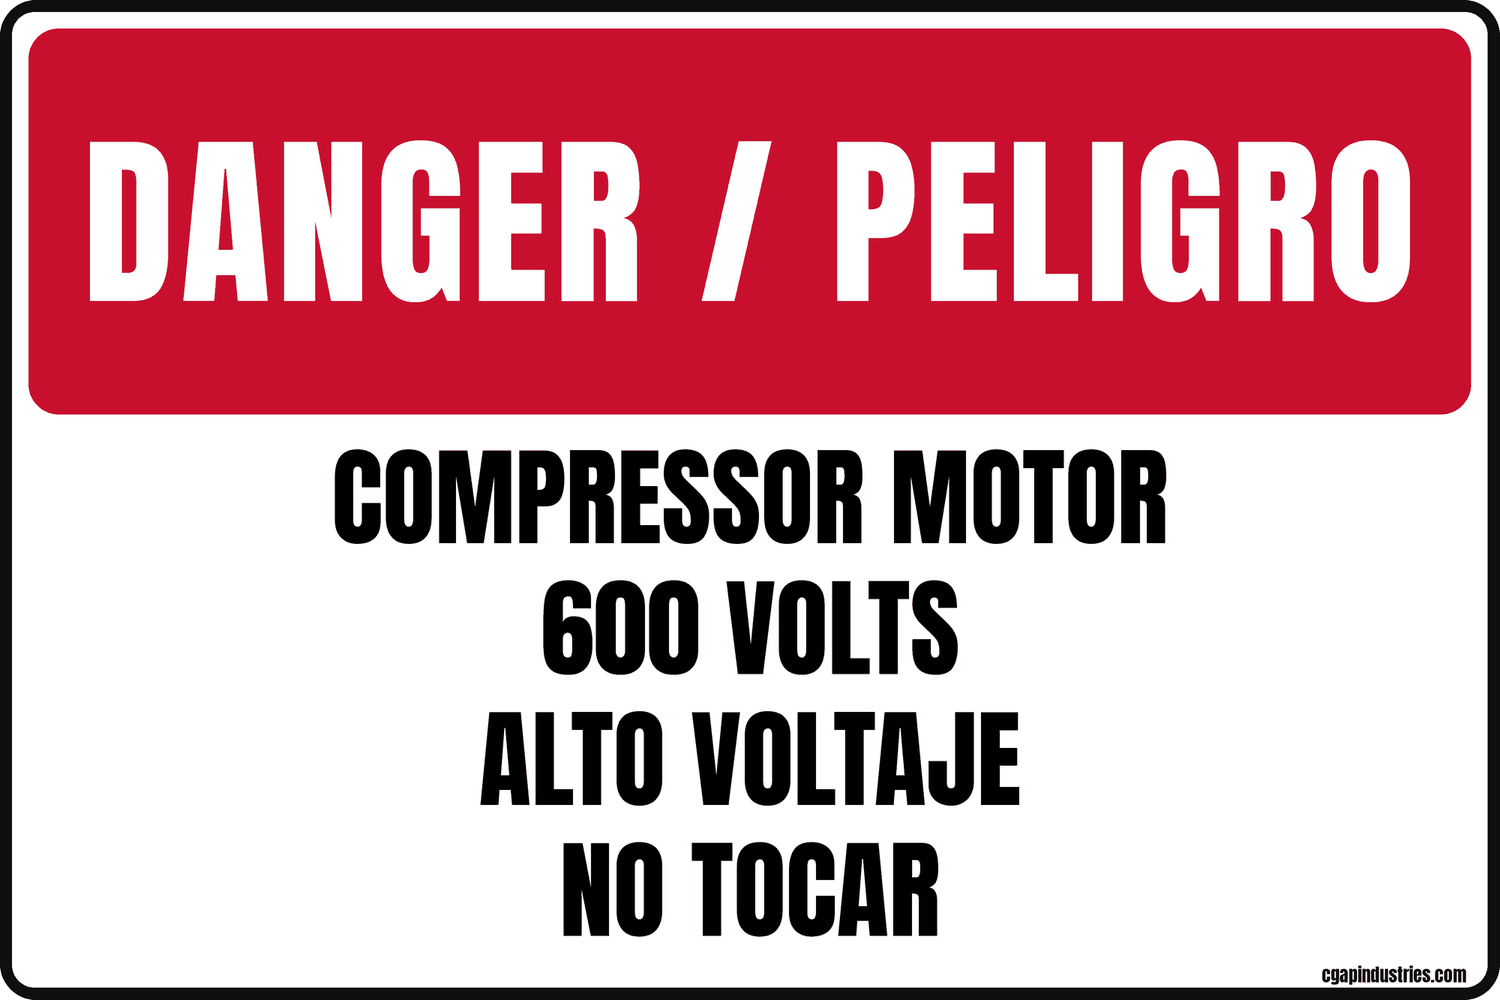 DANGER / PELIGRO
COMPRESSOR MOTOR
600 VOLTS
ALTO VOLTAJE
NO TOCAR
cgapindustries.com